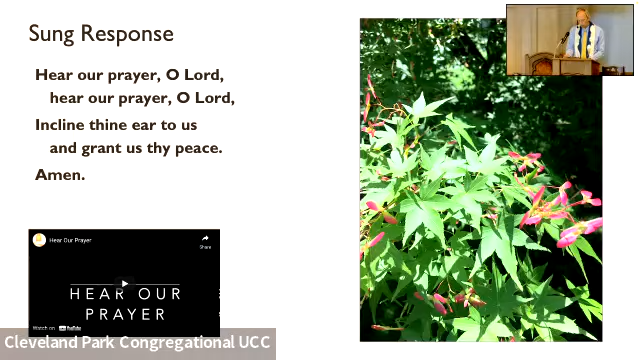 Sung Response
Hear our prayer, O Lord,
hear our prayer, O Lord,
Incline thine ear to us
and grant us thy peace.
Amen.
Hear Our Prayer
Share
HEAR OUR
PRAYER
Watch on YouTube
Cleveland Park Congregational UCC